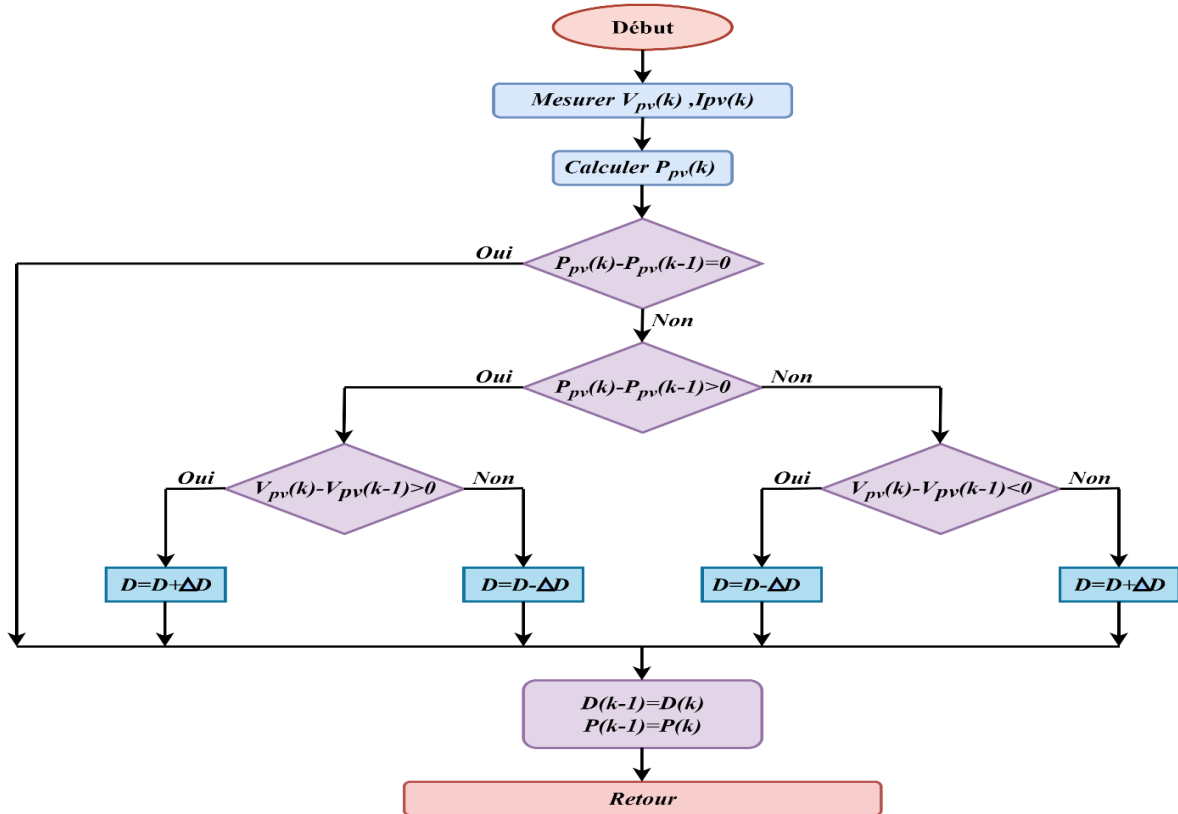 Début
Mesurer Vpv(k) ,Ipv(k)
Calculer Ppv(k)
Oui
Ppv(k)-Ppv(k-1)=0
Non
Oui
Ppv(k)-Ppv(k-1)>0
Non
Oui
Vpv(k)-Vpv(k-1)>0
Non
Oui
Vpv(k)-Vpv(k-1)<0
Non
D=D+ΔD
D=D-ΔD
D=D-ΔD
D=D+ΔD
D(k-1)=D(k)
P(k-1)=P(k)
Retour